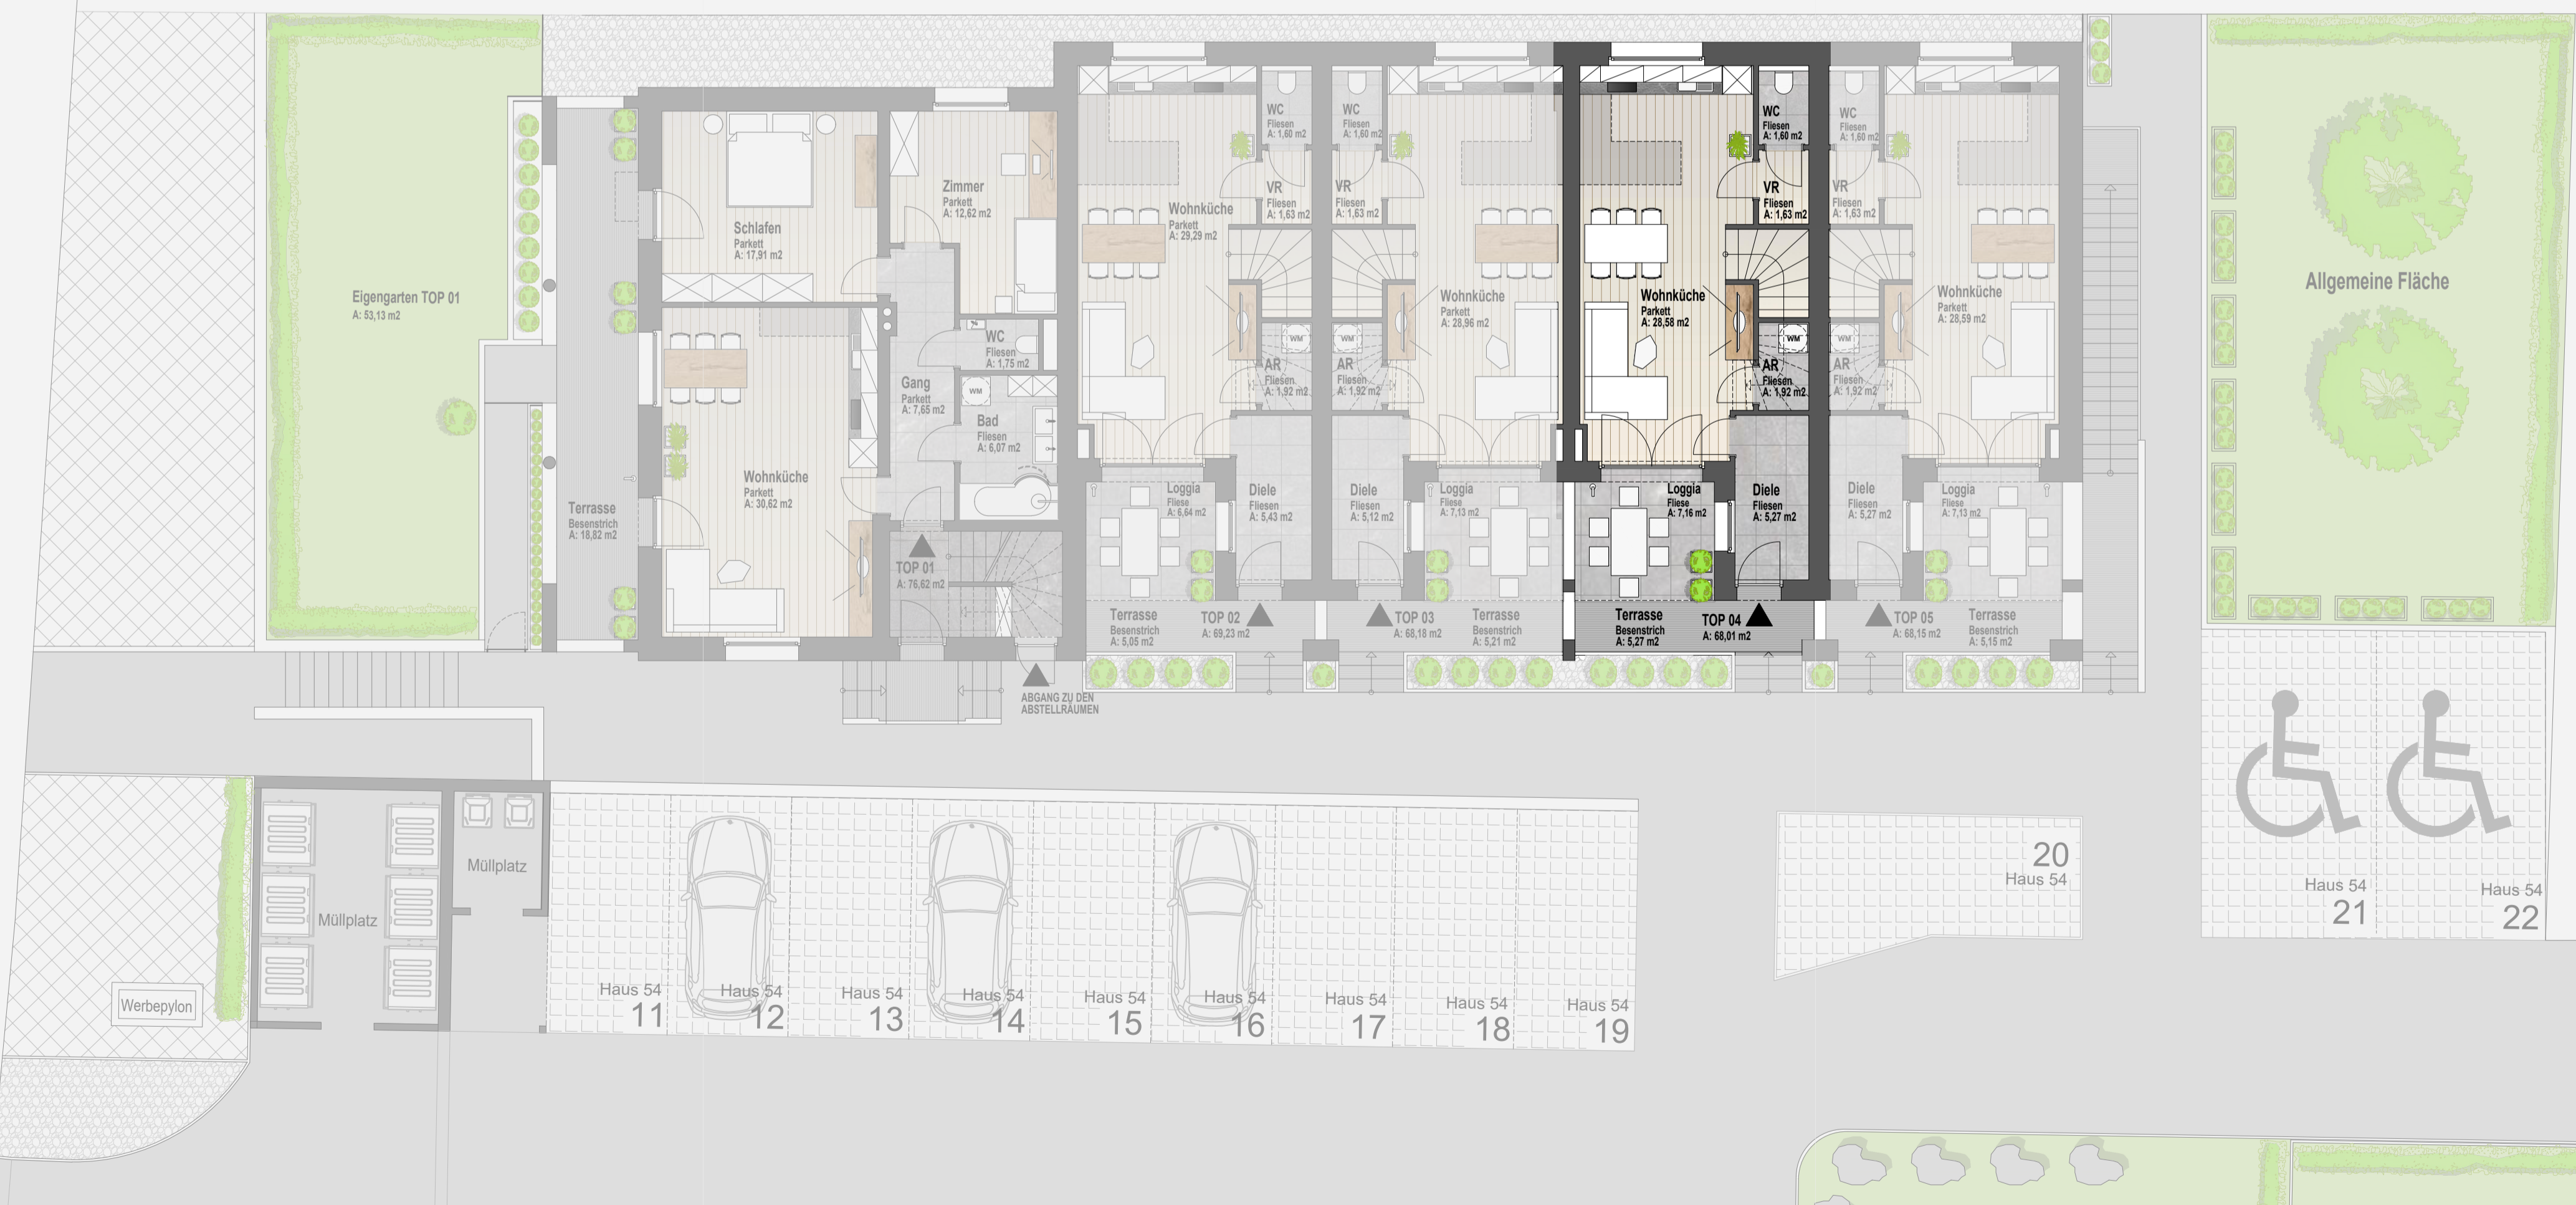 Eigengarten TOP 01
A: 53,13 m2
Terrasse
Besenstrich
A: 18,82 m2
Schlafen
Parkett
A: 17,91 m2
Zimmer
Parkett
A: 12,62 m2
Wohnküche
Parkett
A: 30,62 m2
Gang
Parkett
A: 7,65 m2
WC
Fliesen
A: 1,75 m2
WM
Bad
Fliesen
A: 6,07 m2
TOP 01
A: 76,62 m2
ABGANG ZU DEN
ABSTELLRÄUMEN
Wohnküche
Parkett
A: 29,29 m2
WC
Fliesen
A: 1,60 m2
VR
Fliesen
A: 1,63 m2
WM
AR
Fliesen
A: 1,92 m2
Loggia
Fliese
A: 6,64 m2
Diele
Fliesen
A: 5,43 m2
Terrasse
Besenstrich
A: 5,05 m2
TOP 02
A: 69,23 m2
WC
Fliesen
A: 1,60 m2
VR
Fliesen
A: 1,63 m2
Wohnküche
Parkett
A: 28,96 m2
WM
AR
Fliesen
A: 1,92 m2
Diele
Fliesen
A: 5,12 m2
Loggia
Fliese
A: 7,13 m2
TOP 03
A: 68,18 m2
Terrasse
Besenstrich
A: 5,21 m2
WC
Fliesen
A: 1,60 m2
VR
Fliesen
A: 1,63 m2
Wohnküche
Parkett
A: 28,58 m2
WM
AR
Fliesen
A: 1,92 m2
Loggia
Fliese
A: 7,16 m2
Diele
Fliesen
A: 5,27 m2
Terrasse
Besenstrich
A: 5,27 m2
TOP 04
A: 68,01 m2
WC
Fliesen
A: 1,60 m2
VR
Fliesen
A: 1,63 m2
Wohnküche
Parkett
A: 28,59 m2
WM
AR
Fliesen
A: 1,92 m2
Diele
Fliesen
A: 5,27 m2
Loggia
Fliese
A: 7,13 m2
TOP 05
A: 68,15 m2
Terrasse
Besenstrich
A: 5,15 m2
Allgemeine Fläche
Müllplatz
Müllplatz
Werbepylon
Haus 54
11
Haus 54
12
Haus 54
13
Haus 54
14
Haus 54
15
Haus 54
16
Haus 54
17
Haus 54
18
Haus 54
19
20
Haus 54
Haus 54
21
Haus 54
22